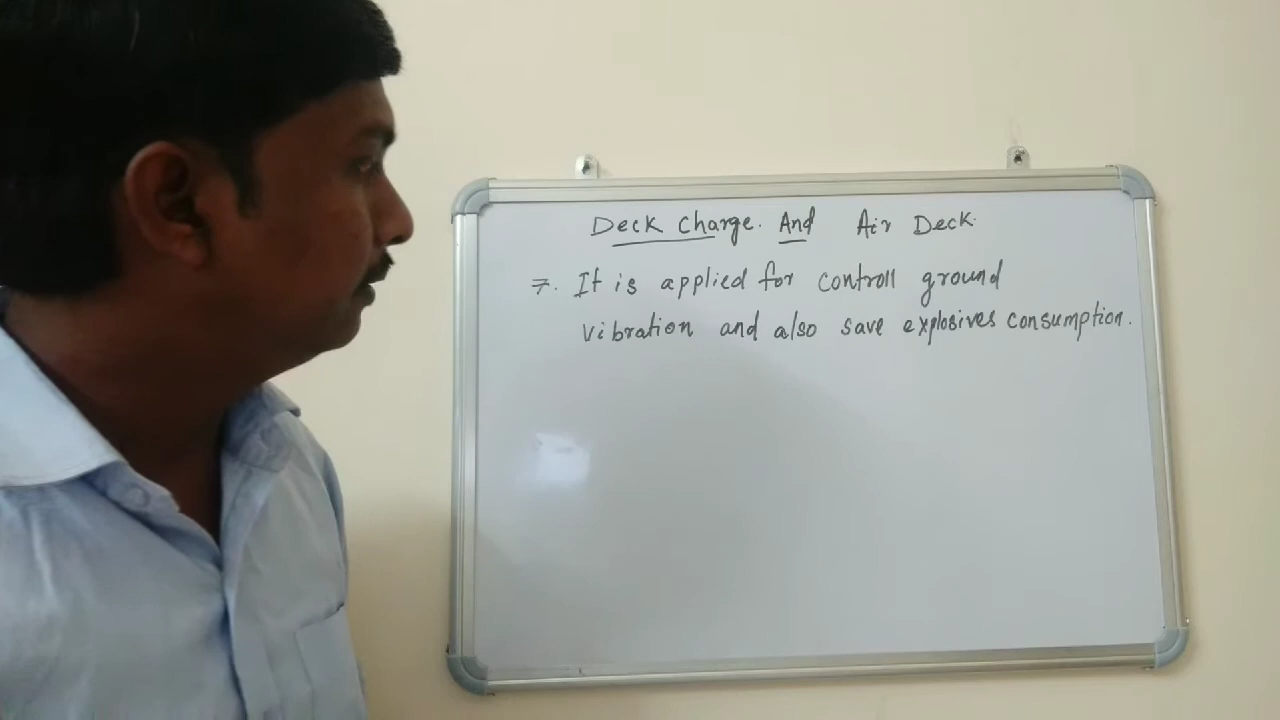 Deck Charge. And Air Deck.
7. It is applied for controll ground
vibration and also save explosives consumption.